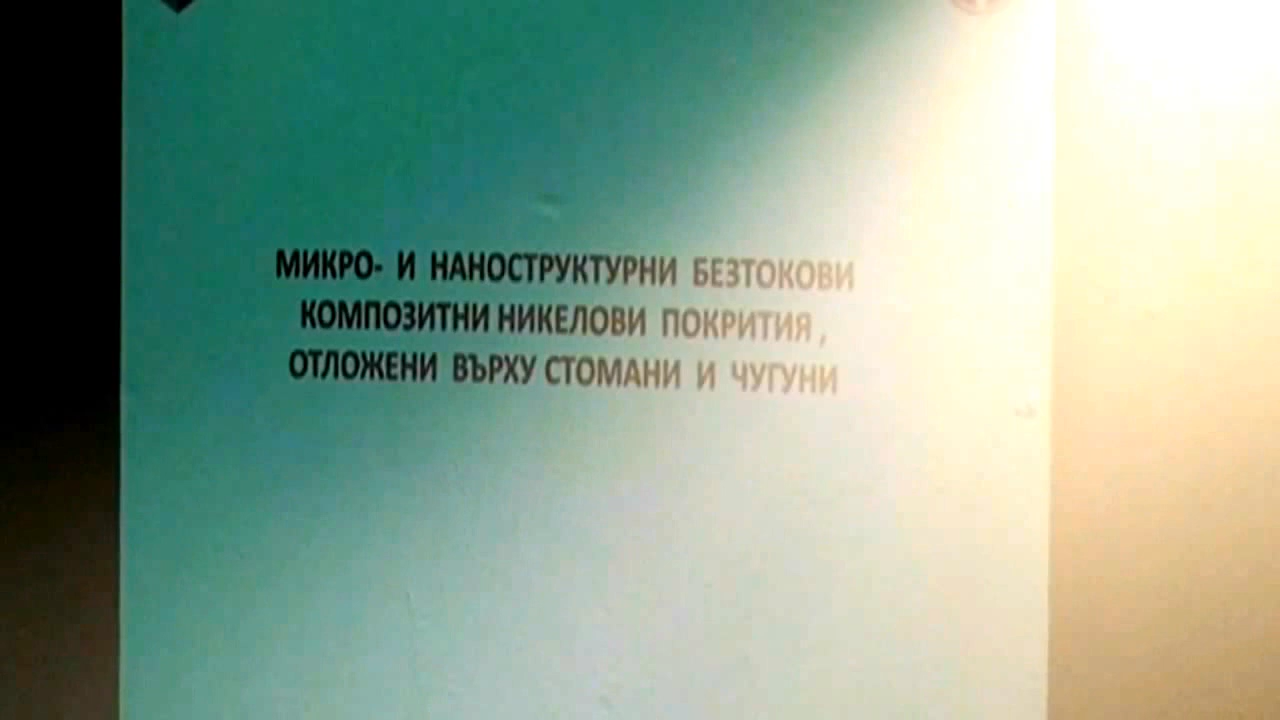 МИКРО- И НАНОСТРУКТУРНИ БЕЗТОКОВИ
КОМПОЗИТНИ НИКЕЛОВИ ПОКРИТИЯ ,
ОТЛОЖЕНИ ВЪРХУ СТОМАНИ И ЧУГУНИ